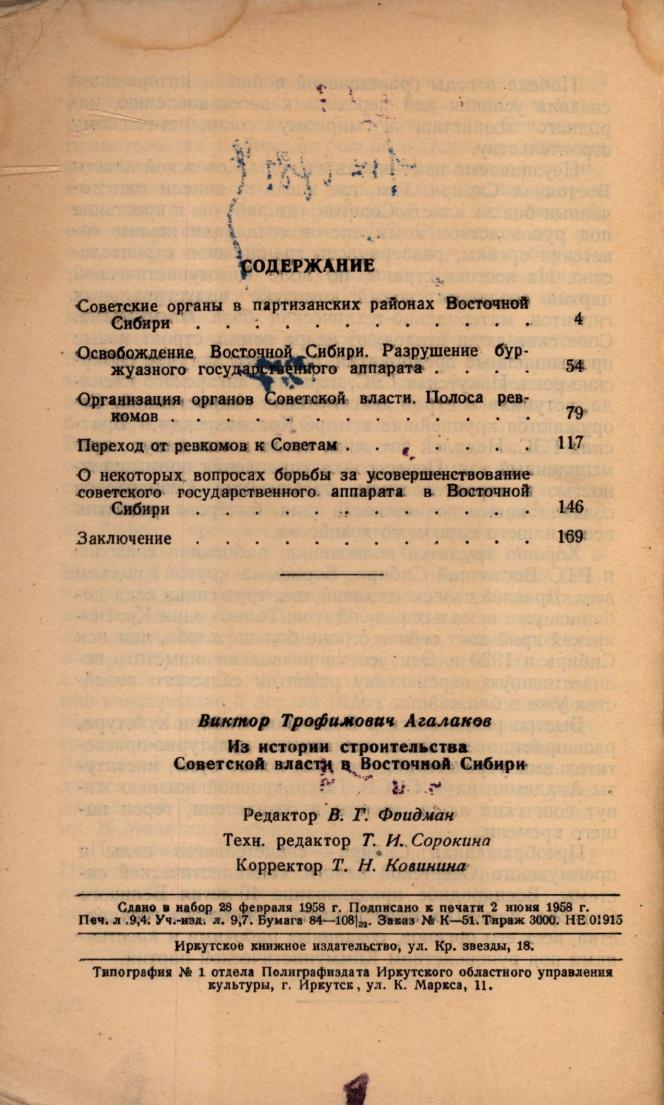 СОДЕРЖАНИЕ
Советские органы в партизанских районах Восточной
Сибири . . . . . . . . . . . . 4
Освобождение Восточной Сибири. Разрушение бур-
жуазного государственного аппарата . . . . 54
Организация органов Советской власти. Полоса рев-
комов . . . . . . . . . . . . . 79
Переход от ревкомов к Советам . . . . . . . 117
О некоторых вопросах борьбы за усовершенствование
советского государственного аппарата в Восточной
Сибири . . . . . . . . . . . . 146
Заключение . . . . . . . . . . . . 169
Виктор Трофимович Агалаков
Из истории строительства
Советской власти в Восточной Сибири
Редактор В. Г. Фридман
Техн. редактор Т. И. Сорокина
Корректор Т. Н. Ковинина
Сдано в набор 28 февраля 1958 г. Подписано к печати 2 июня 1958 г.
Печ. л .9,4. Уч.-изд. л. 9,7. Бумага 84—108|32. Заказ № К—51. Тираж 3000. НЕ 01915
Иркутское книжное издательство, ул. Кр. звезды, 18.
Типография № 1 отдела Полиграфиздата Иркутского областного управления
культуры, г. Иркутск, ул. К. Маркса, 11.